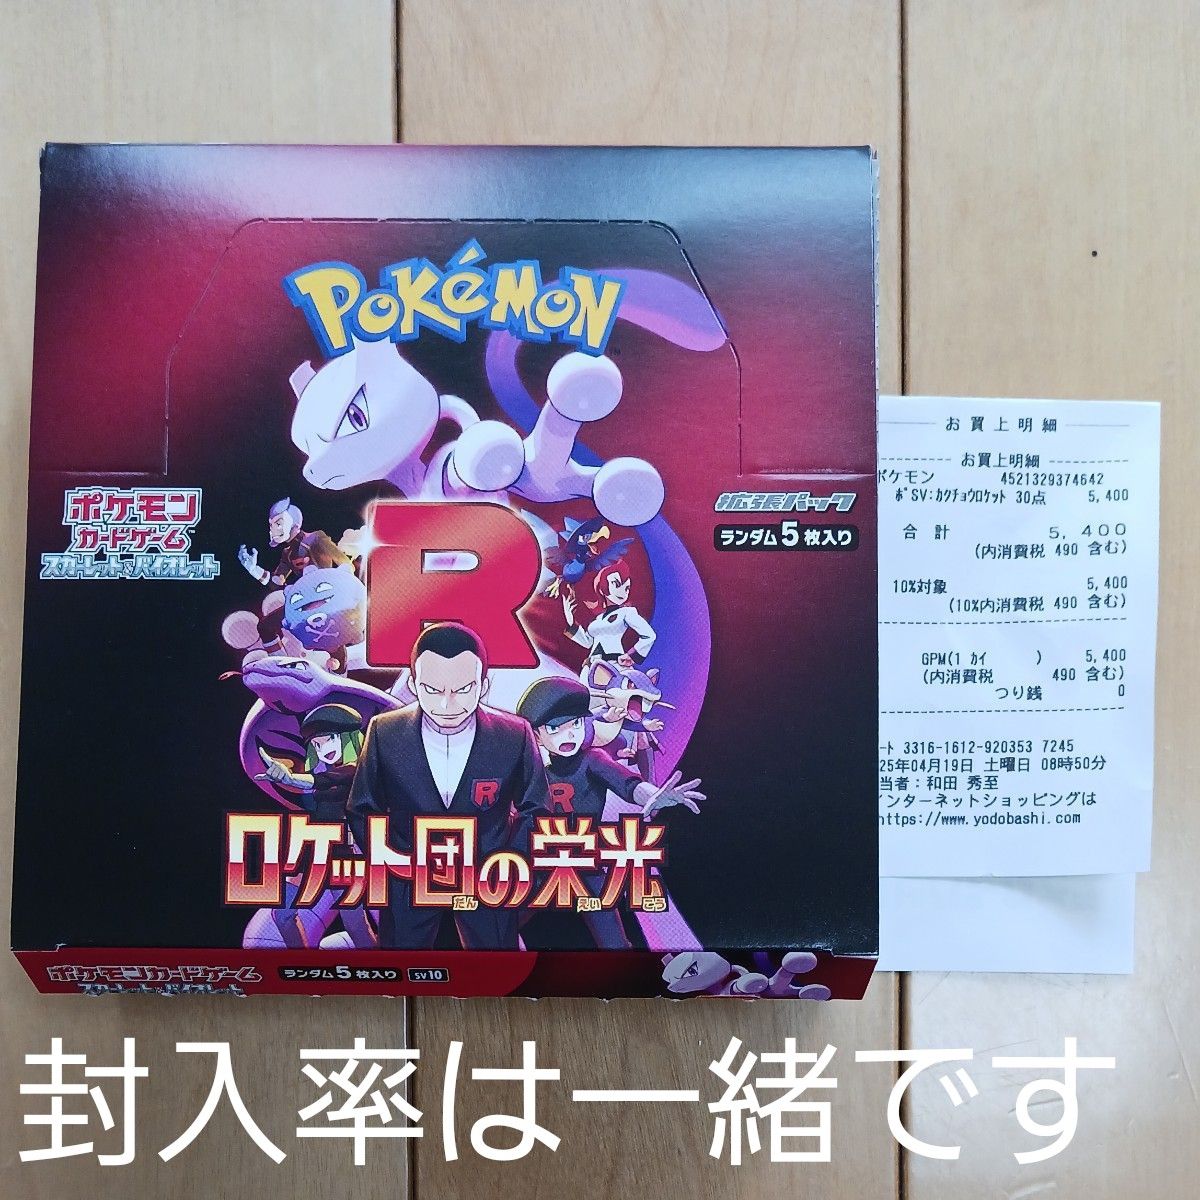 POKéMON
ポケモン
カードゲーム
スカーレット&バイオレット
拡張パック
ランダム5枚入り
R
R
R
ロケット団の栄光
だん えい こう
ポケモンカードゲーム
スカーレット&バイオレット
ランダム5枚入り
sv10
お買上明細
お買上明細
ポケモン 4521329374642
ﾎﾟSV:ｶｸﾁｮｳﾛｹｯﾄ 30点 5,400
合計 5,400
(内消費税 490 含む)
10%対象 5,400
(10%内消費税 490 含む)
GPM(1 ｶｲ ) 5,400
(内消費税 490 含む)
つり銭 0
ート 3316-1612-920353 7245
25年04月19日 土曜日 08時50分
当者:和田 秀至
インターネットショッピングは
https://www.yodobashi.com
封入率は一緒です